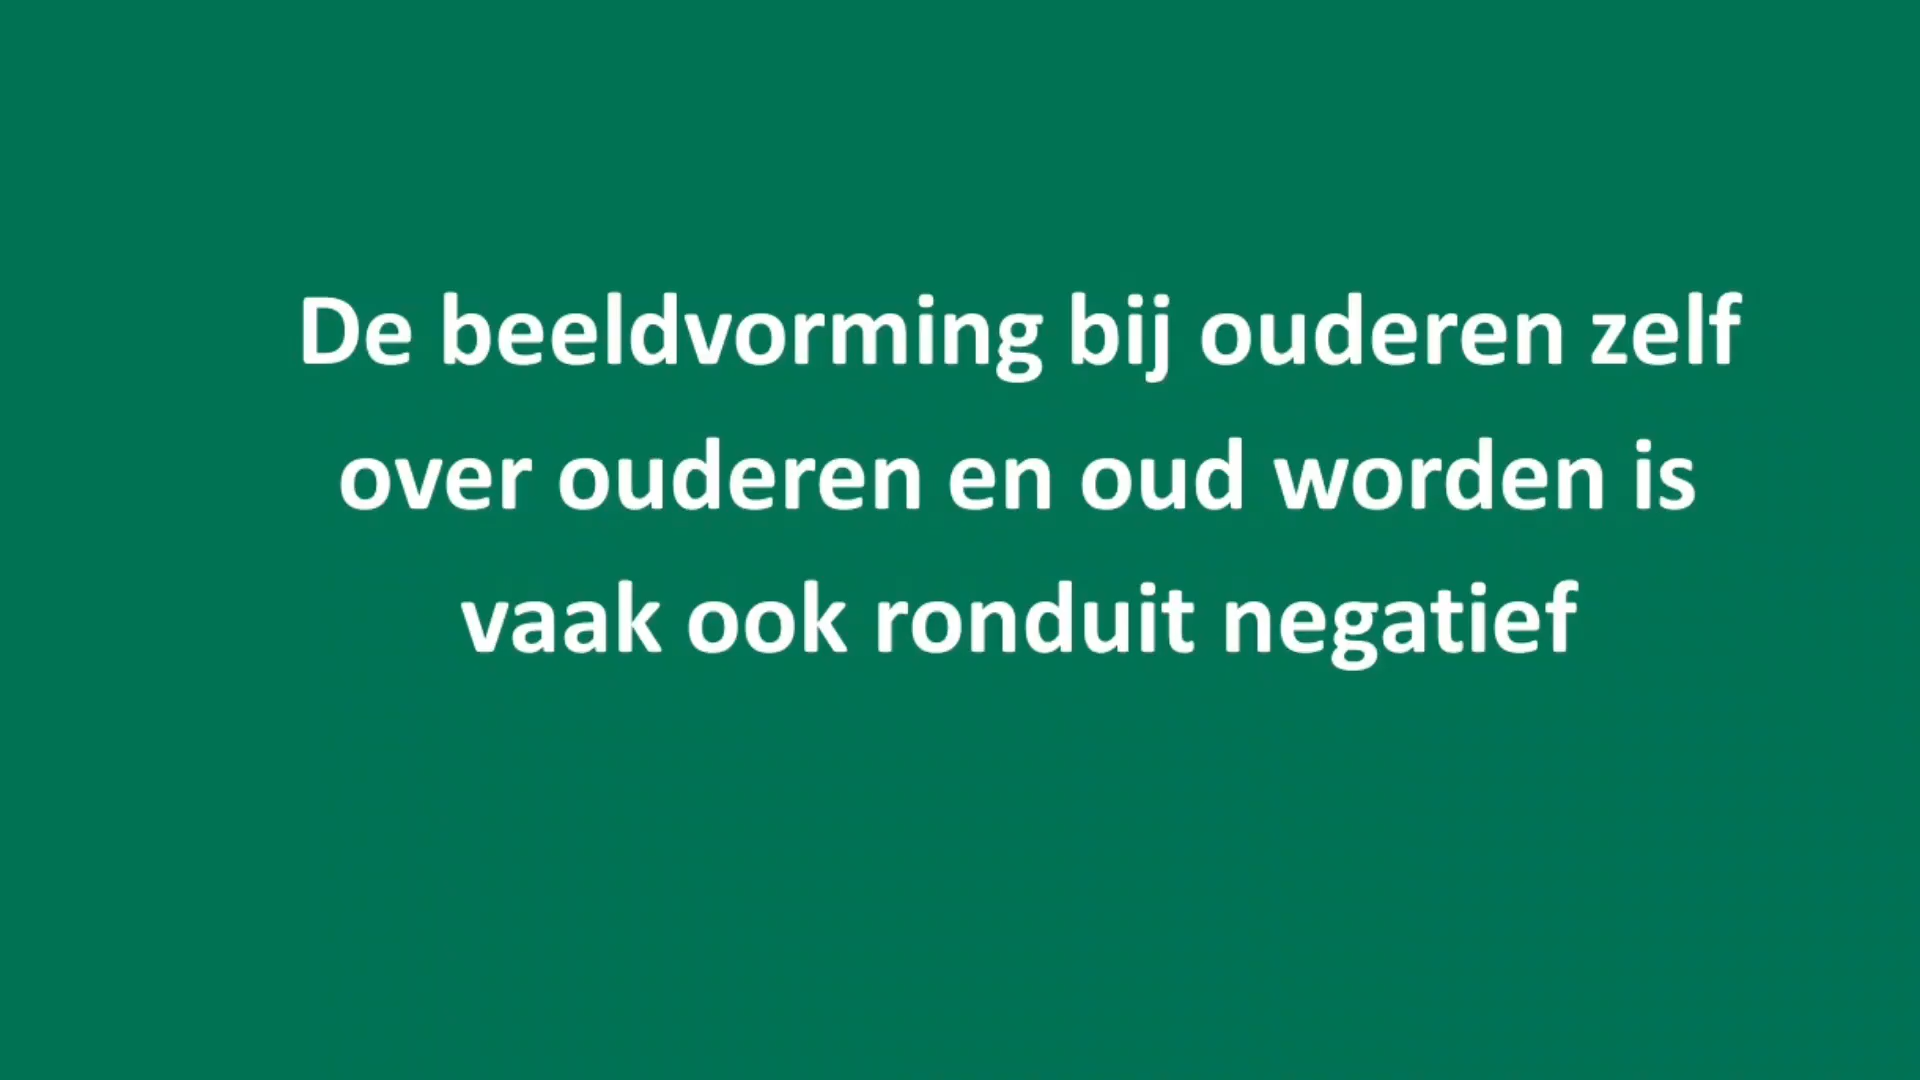 De beeldvorming bij ouderen zelf
over ouderen en oud worden is
vaak ook ronduit negatief